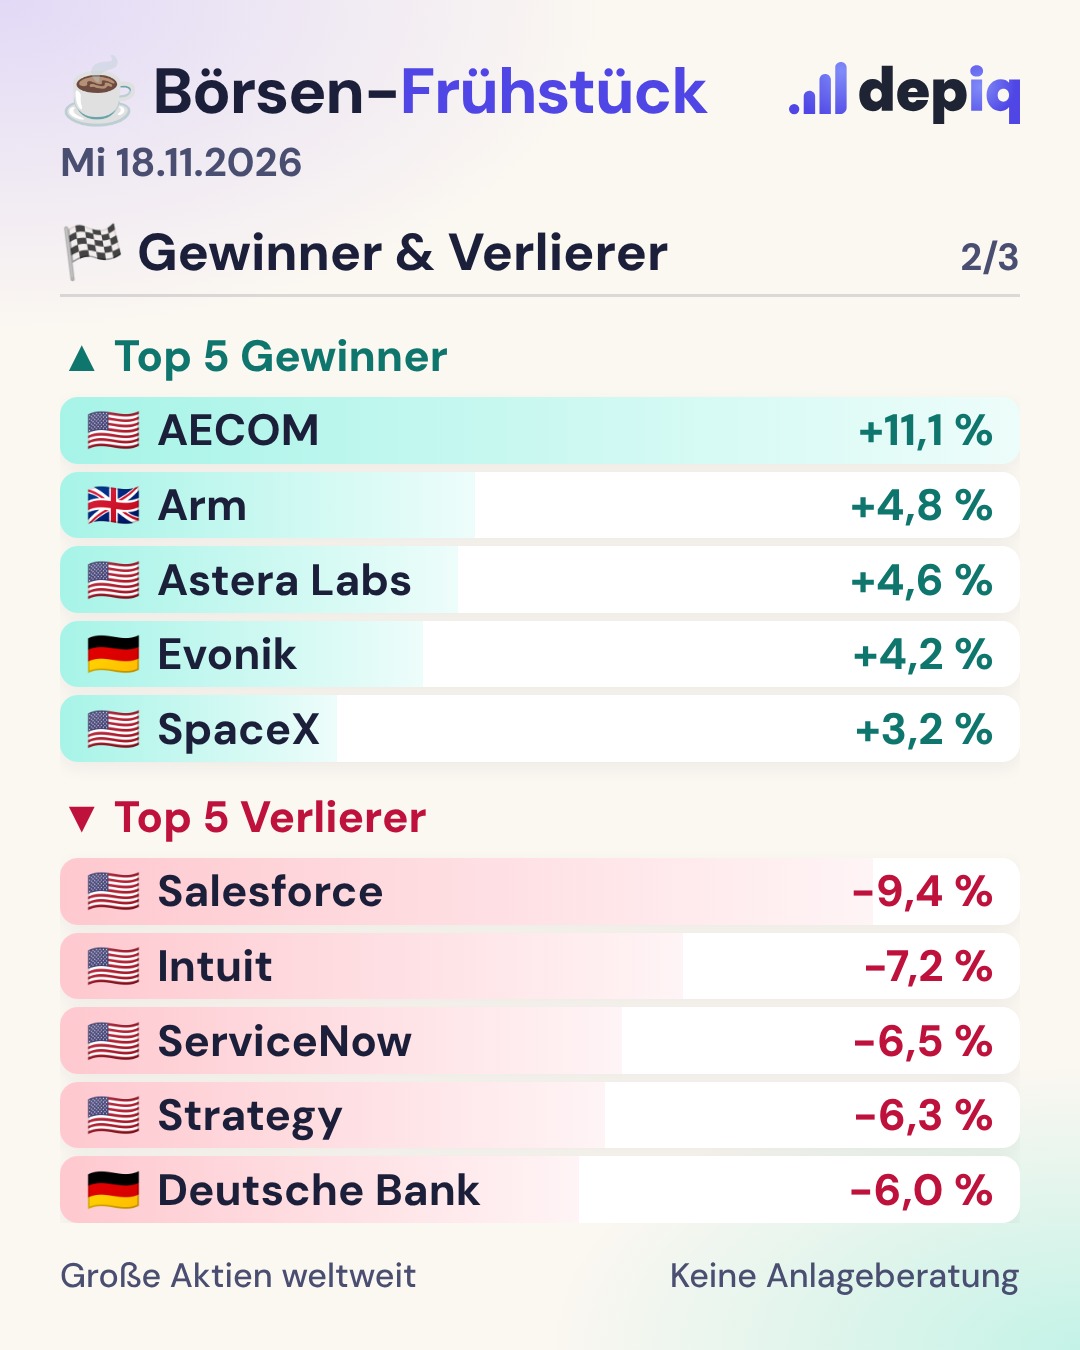 Börsen-Frühstück
depiq
Mi 18.11.2026
Gewinner & Verlierer
2/3
▲ Top 5 Gewinner
AECOM +11,1 %
Arm +4,8 %
Astera Labs +4,6 %
Evonik +4,2 %
SpaceX +3,2 %
▼ Top 5 Verlierer
Salesforce −9,4 %
Intuit −7,2 %
ServiceNow −6,5 %
Strategy −6,3 %
Deutsche Bank −6,0 %
Große Aktien weltweit
Keine Anlageberatung